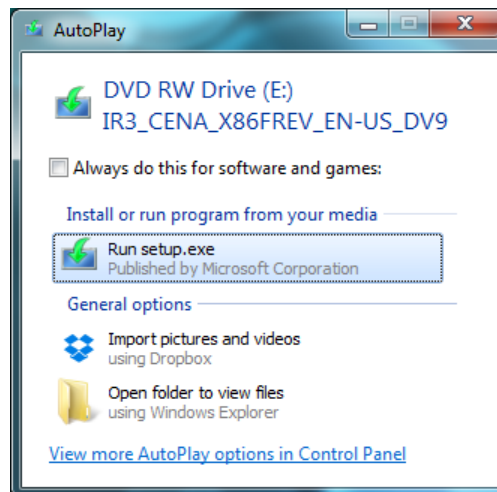 AutoPlay
DVD RW Drive (E:)
IR3_CENA_X86FREV_EN-US_DV9
Always do this for software and games:
Install or run program from your media
Run setup.exe
Published by Microsoft Corporation
General options
Import pictures and videos
using Dropbox
Open folder to view files
using Windows Explorer
View more AutoPlay options in Control Panel